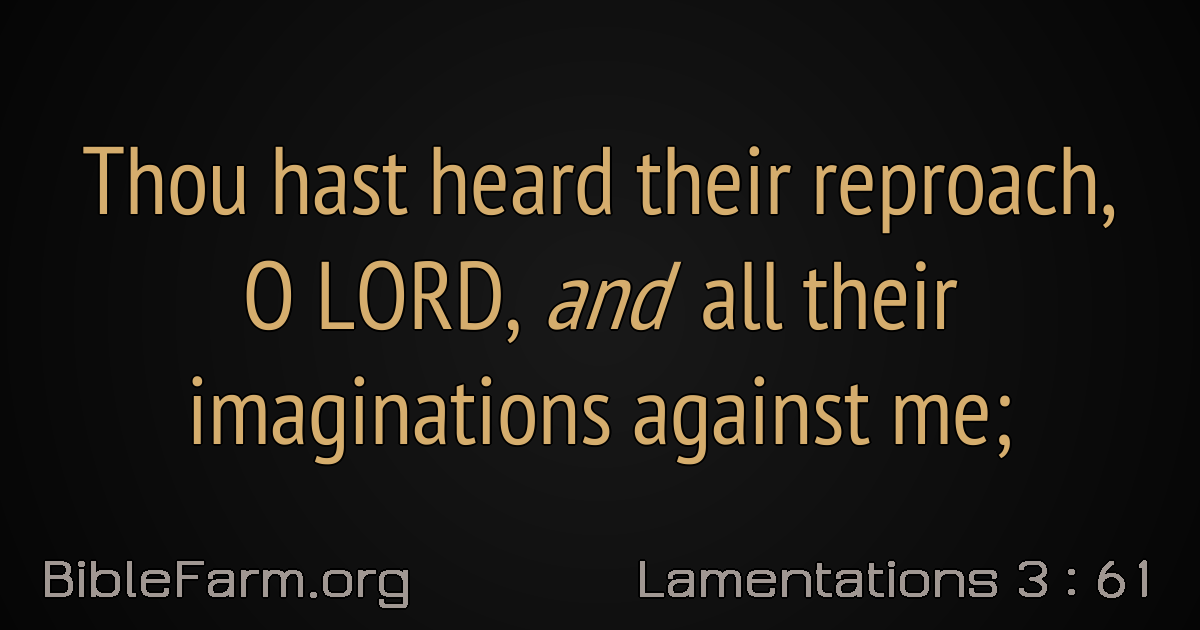 Thou hast heard their reproach,
O LORD, and all their
imaginations against me;
BibleFarm.org
Lamentations 3 : 61